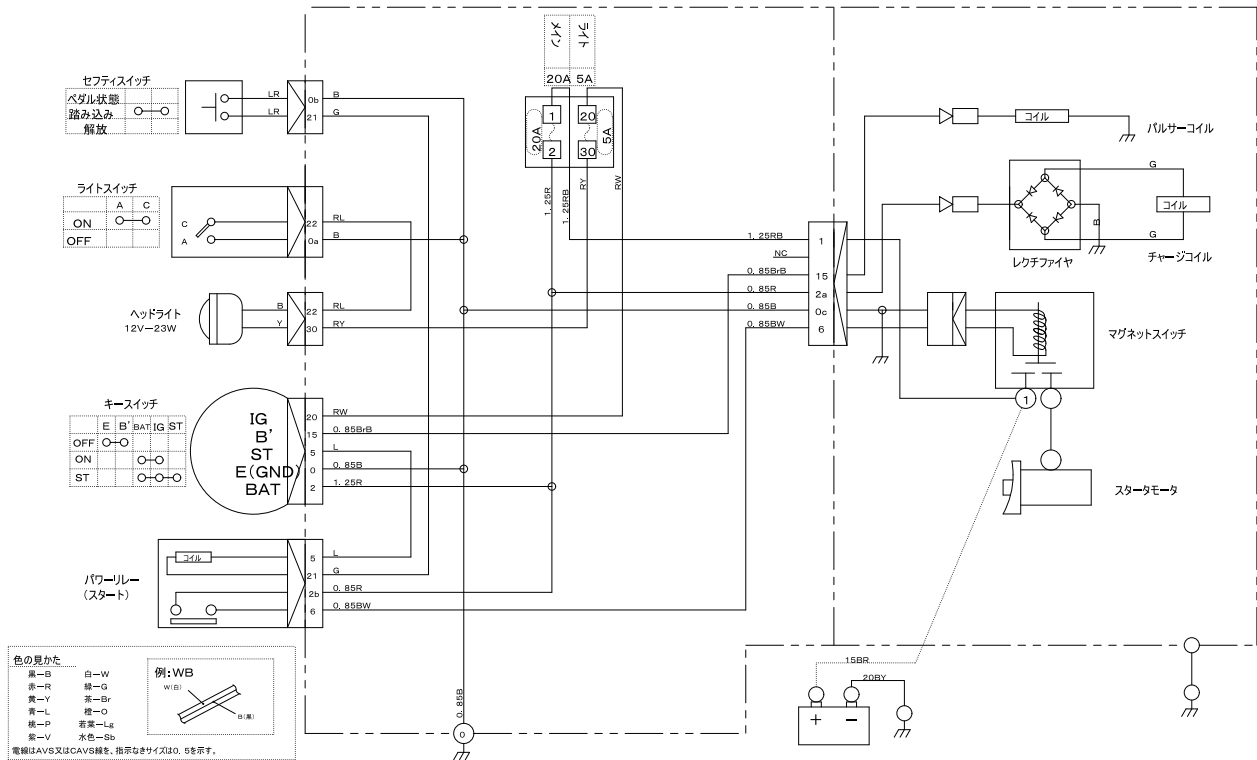 セフティスイッチ
ペダル状態
踏み込み
解放
LR
LR
0b
21
B
G
メイン
ライト
20A
5A
1
2
20
30
20A
5A
1.25R
1.25RB
RY
RW
ライトスイッチ
A C
ON
OFF
C
A
22
0a
RL
B
ヘッドライト
12V-23W
B
Y
22
30
RL
RY
キースイッチ
E B' BAT IG ST
OFF
ON
ST
IG
B'
ST
E(GND)
BAT
20
15
5
0
2
RW
0.85BrB
L
0.85B
1.25R
パワーリレー
(スタート)
コイル
5
21
2b
6
L
G
0.85R
0.85BW
1.25RB
NC
0.85BrB
0.85R
0.85B
0.85BW
1
15
2a
0c
6
コイル
パルサーコイル
レクチファイヤ
G
B
G
コイル
チャージコイル
マグネットスイッチ
1
スタータモータ
15BR
20BY
+ -
0.85B
0
色の見かた
黒-B 白-W
赤-R 緑-G
黄-Y 茶-Br
青-L 橙-O
桃-P 若葉-Lg
紫-V 水色-Sb
例:WB
W(白)
B(黒)
電線はAVS又はCAVS線を、指示なきサイズは0.5を示す。